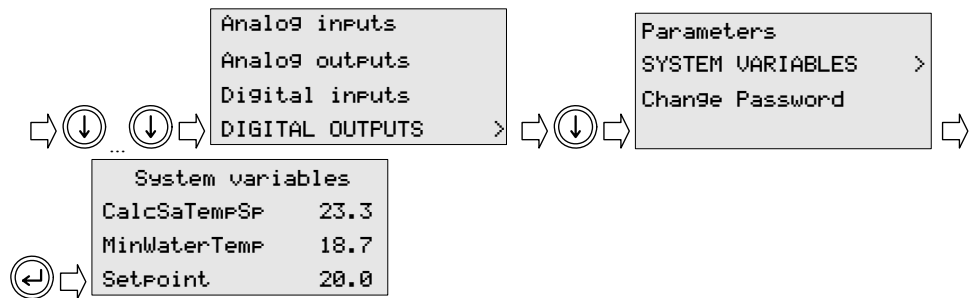 Analog inputs
Analog outputs
Digital inputs
DIGITAL OUTPUTS >
...
Parameters
SYSTEM VARIABLES >
Change Password
System variables
CalcSaTempSp 23.3
MinWaterTemp 18.7
Setpoint 20.0